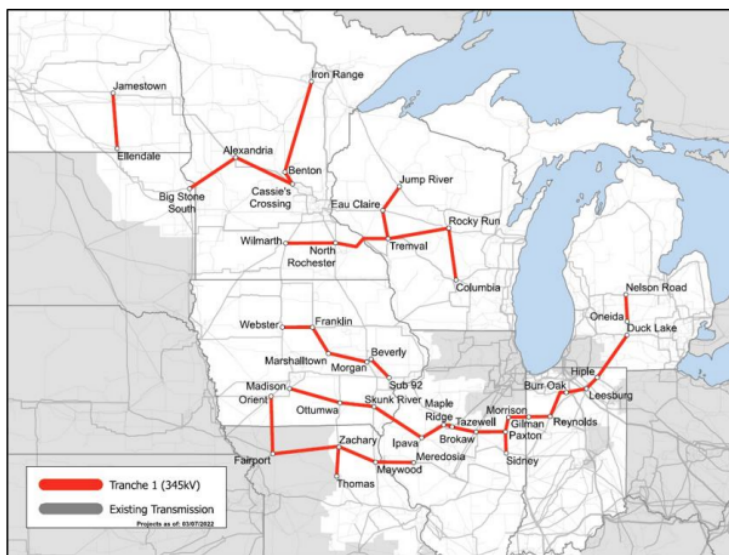 Jamestown
Iron Range
Ellendale
Alexandria
Benton
Big Stone
South
Cassie's
Crossing
Jump River
Eau Claire
Rocky Run
Wilmarth
North
Rochester
Tremval
Columbia
Nelson Road
Oneida
Duck Lake
Webster
Franklin
Marshalltown
Morgan
Beverly
Sub 92
Hiple
Burr Oak
Leesburg
Madison
Orient
Ottumwa
Skunk River
Maple
Ridge
Tazewell
Morrison
Gilman
Reynolds
Ipava
Brokaw
Paxton
Sidney
Fairport
Zachary
Thomas
Maywood
Meredosia
Tranche 1 (345kV)
Existing Transmission
Projects as of: 03/07/2022